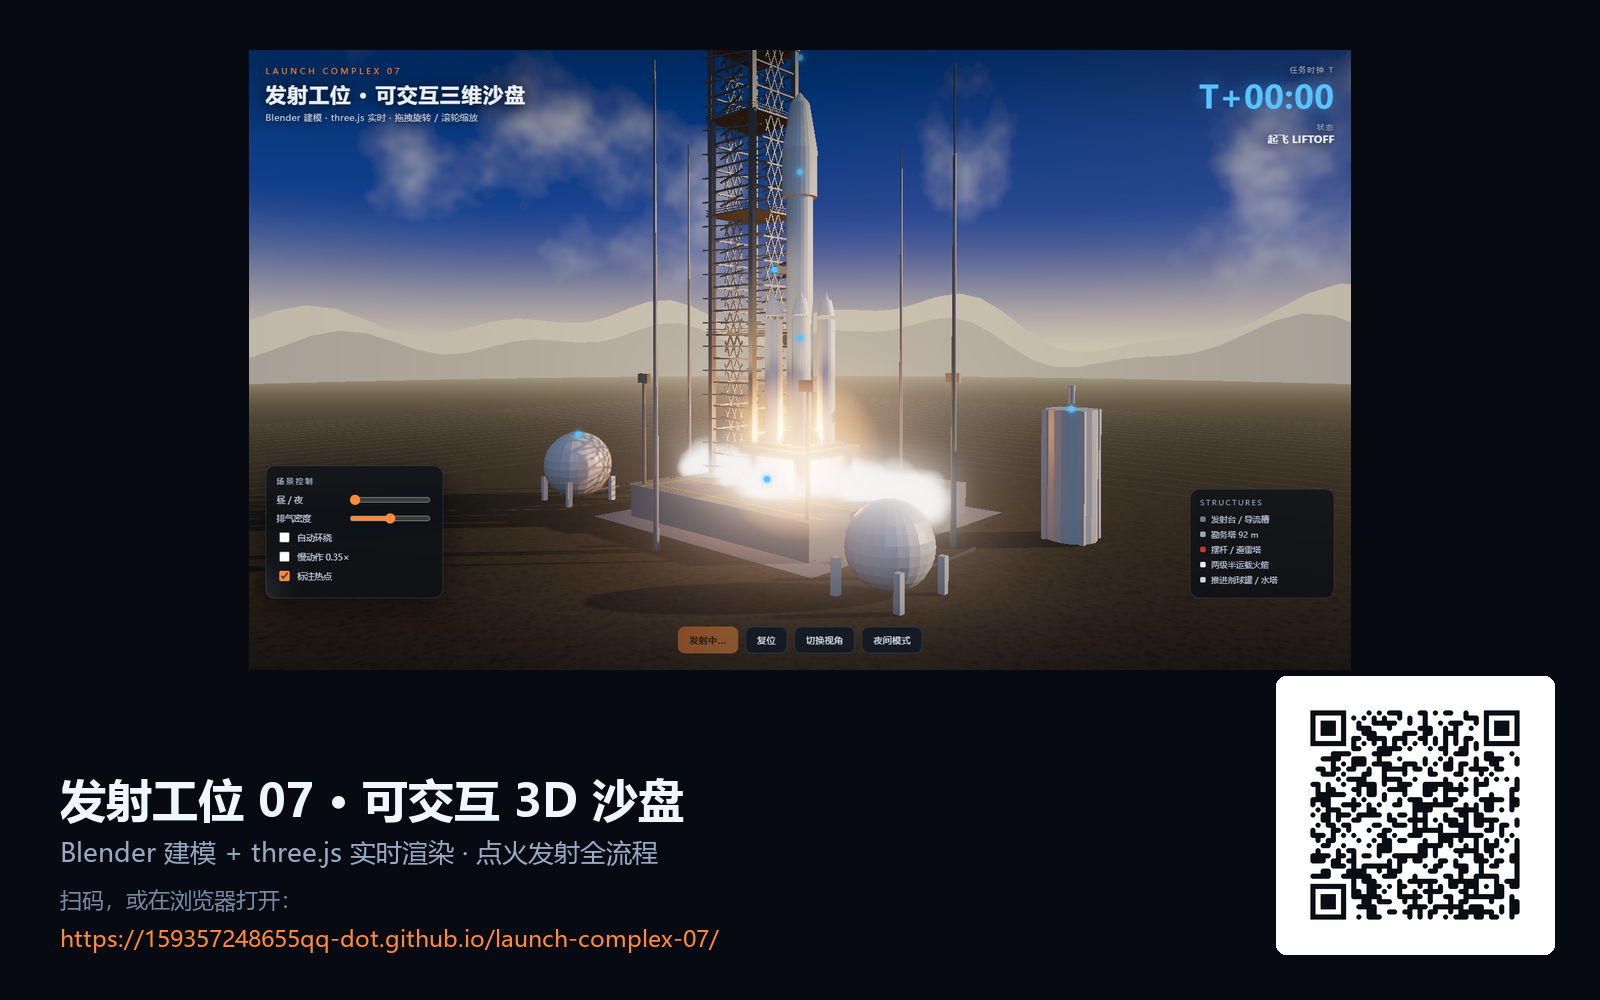 LAUNCH COMPLEX 07
发射工位 · 可交互三维沙盘
Blender 建模 · three.js 实时 · 拖拽旋转 / 滚轮缩放
任务时钟 T
T+00:00
状态
起飞 LIFTOFF
场景控制
昼 / 夜
排气密度
自动环绕
慢动作 0.35×
标注热点
STRUCTURES
发射台 / 导流槽
勤务塔 92 m
摆杆 / 避雷塔
两级半运载火箭
推进剂球罐 / 水塔
发射中...
复位
切换视角
夜间模式
发射工位 07 · 可交互 3D 沙盘
Blender 建模 + three.js 实时渲染 · 点火发射全流程
扫码，或在浏览器打开：
https://159357248655qq-dot.github.io/launch-complex-07/